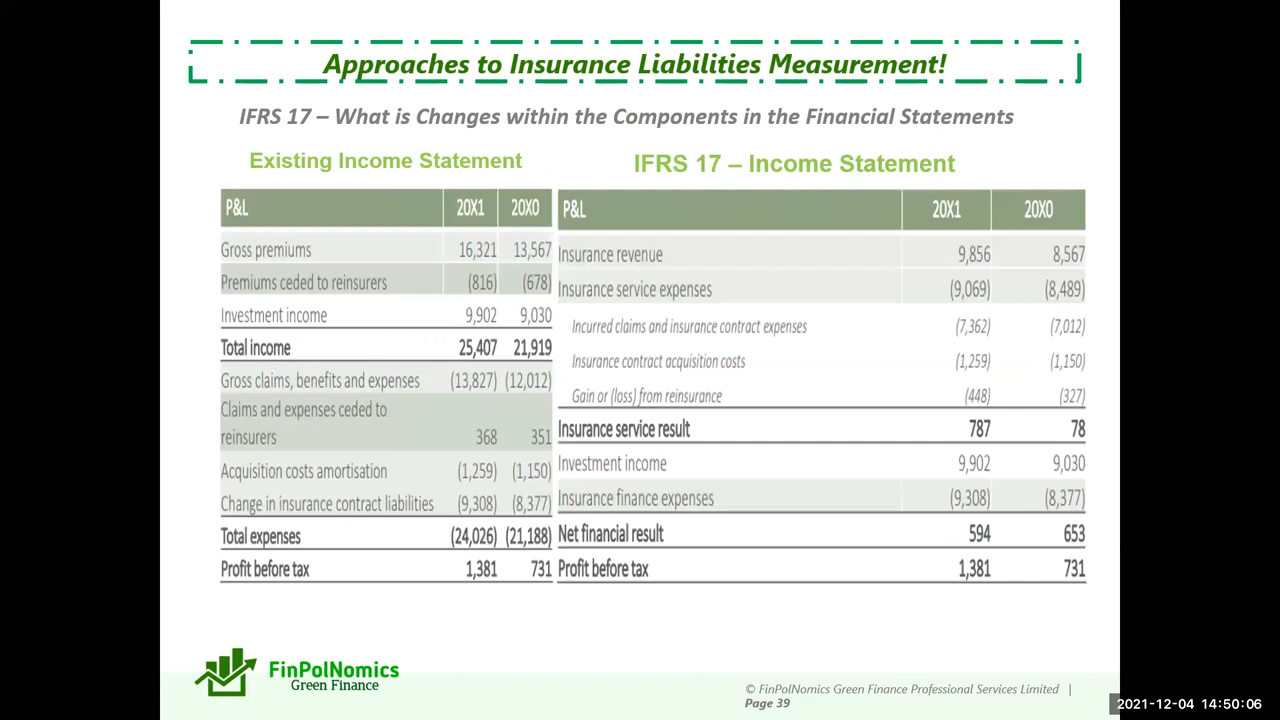 Approaches to Insurance Liabilities Measurement!
IFRS 17 – What is Changes within the Components in the Financial Statements
Existing Income Statement
P&L 20X1 20X0
Gross premiums 16,321 13,567
Premiums ceded to reinsurers (816) (678)
Investment income 9,902 9,030
Total income 25,407 21,919
Gross claims, benefits and expenses (13,827) (12,012)
Claims and expenses ceded to
reinsurers 368 351
Acquisition costs amortisation (1,259) (1,150)
Change in insurance contract liabilities (9,308) (8,377)
Total expenses (24,026) (21,188)
Profit before tax 1,381 731
IFRS 17 – Income Statement
P&L 20X1 20X0
Insurance revenue 9,856 8,567
Insurance service expenses (9,069) (8,489)
Incurred claims and insurance contract expenses (7,362) (7,012)
Insurance contract acquisition costs (1,259) (1,150)
Gain or (loss) from reinsurance (448) (327)
Insurance service result 787 78
Investment income 9,902 9,030
Insurance finance expenses (9,308) (8,377)
Net financial result 594 653
Profit before tax 1,381 731
FinPolNomics
Green Finance
© FinPolNomics Green Finance Professional Services Limited |
Page 39
2021-12-04 14:50:06